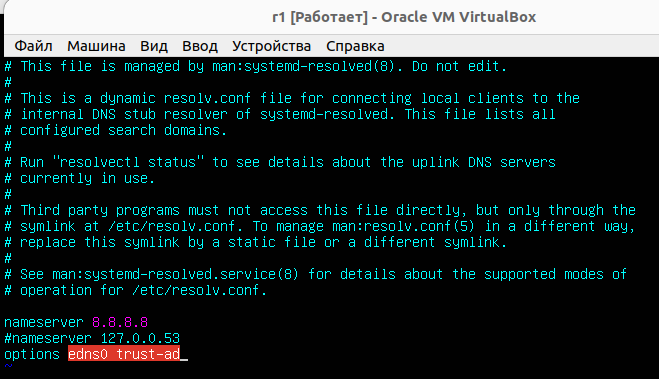 r1 [Работает] - Oracle VM VirtualBox
Файл Машина Вид Ввод Устройства Справка
# This file is managed by man:systemd-resolved(8). Do not edit.
#
# This is a dynamic resolv.conf file for connecting local clients to the
# internal DNS stub resolver of systemd-resolved. This file lists all
# configured search domains.
#
# Run "resolvectl status" to see details about the uplink DNS servers
# currently in use.
#
# Third party programs must not access this file directly, but only through the
# symlink at /etc/resolv.conf. To manage man:resolv.conf(5) in a different way,
# replace this symlink by a static file or a different symlink.
#
# See man:systemd-resolved.service(8) for details about the supported modes of
# operation for /etc/resolv.conf.
nameserver 8.8.8.8
#nameserver 127.0.0.53
options edns0 trust-ad_
~